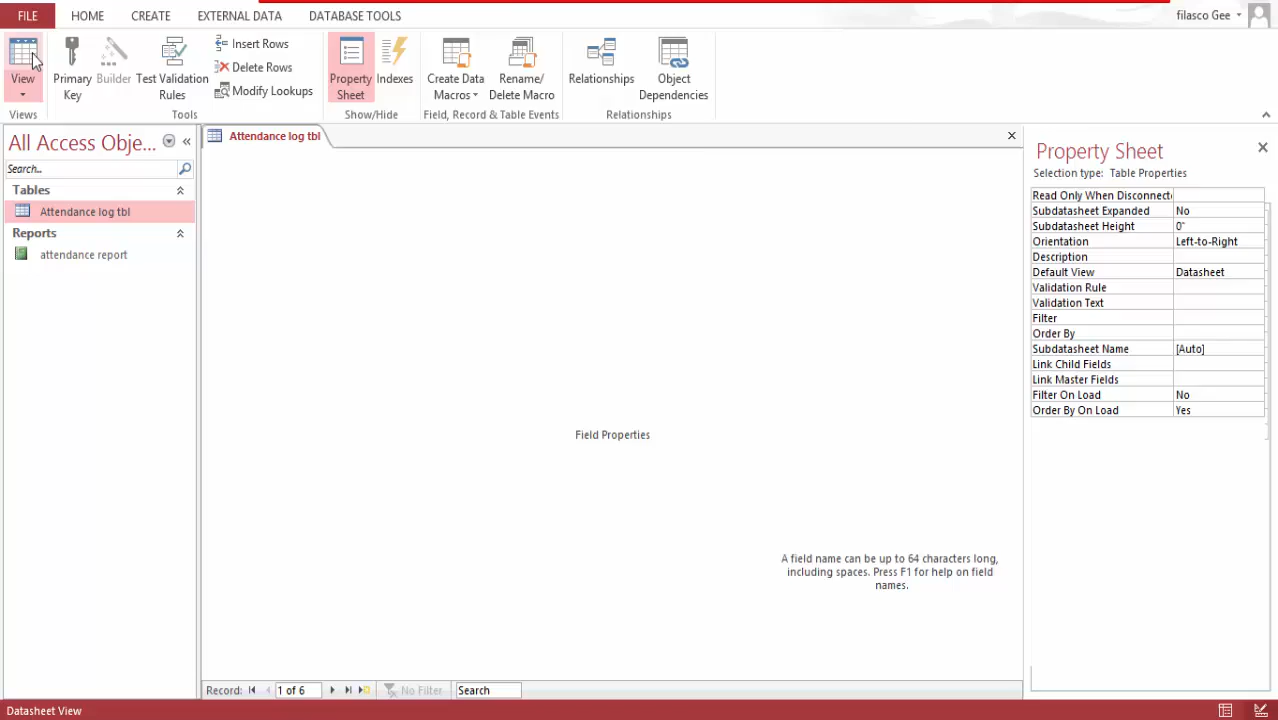 FILE HOME CREATE EXTERNAL DATA DATABASE TOOLS filasco Gee
View
Primary Key
Builder
Test Validation Rules
Insert Rows
Delete Rows
Modify Lookups
Property Sheet
Indexes
Create Data Macros
Rename/ Delete Macro
Relationships
Object Dependencies
Views Tools Show/Hide Field, Record & Table Events Relationships
All Access Obje...
Search...
Tables
Attendance log tbl
Reports
attendance report
Attendance log tbl
Field Properties
A field name can be up to 64 characters long,
including spaces. Press F1 for help on field
names.
Record: 1 of 6 No Filter Search
Property Sheet
Selection type: Table Properties
Read Only When Disconnecte
Subdatasheet Expanded No
Subdatasheet Height 0"
Orientation Left-to-Right
Description
Default View Datasheet
Validation Rule
Validation Text
Filter
Order By
Subdatasheet Name [Auto]
Link Child Fields
Link Master Fields
Filter On Load No
Order By On Load Yes
Datasheet View